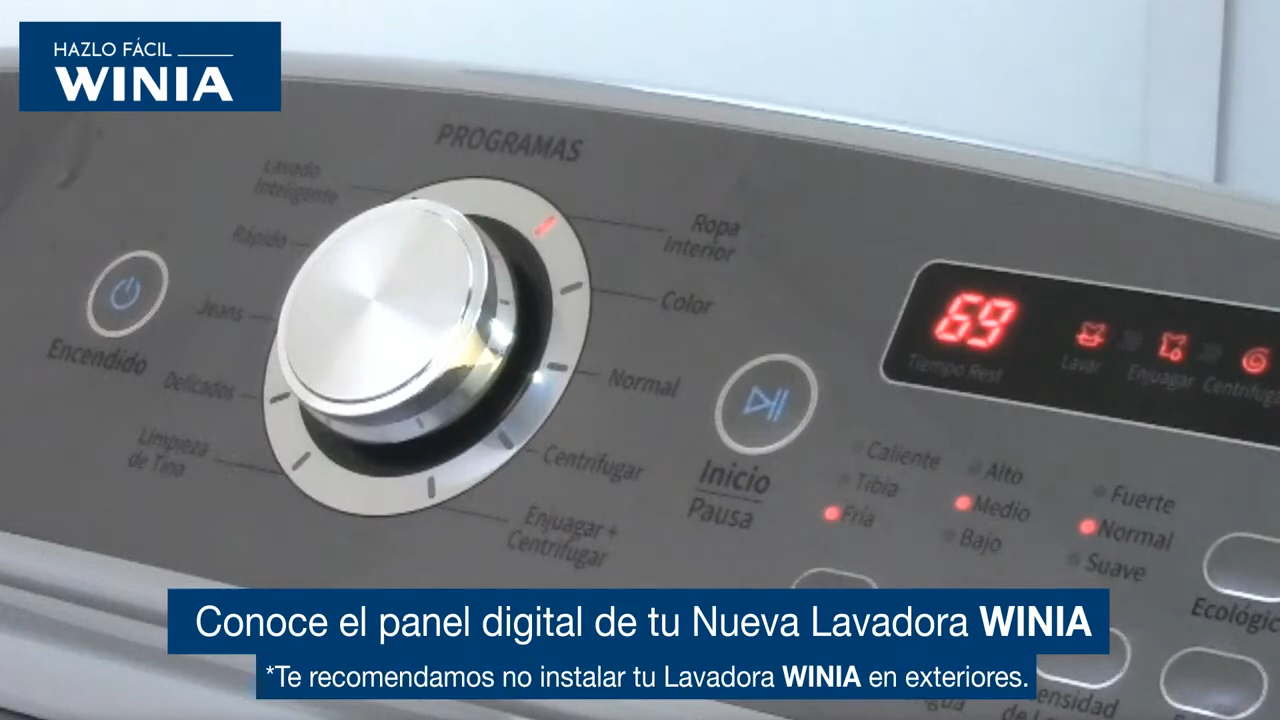 HAZLO FÁCIL
WINIA
PROGRAMAS
Lavado
Inteligente
Rápido
Jeans
Delicados
Limpieza
de Tina
Ropa
Interior
Color
Normal
Centrifugar
Enjuagar +
Centrifugar
Encendido
Inicio
Pausa
69
Tiempo Rest
Lavar
Enjuagar
Caliente
Tibia
Fría
Alto
Medio
Bajo
Fuerte
Normal
Suave
Conoce el panel digital de tu Nueva Lavadora WINIA
*Te recomendamos no instalar tu Lavadora WINIA en exteriores.